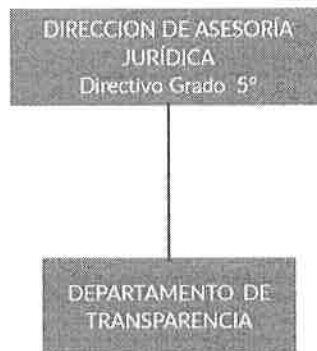 DIRECCION DE ASESORÍA
JURÍDICA
Directivo Grado 5°
DEPARTAMENTO DE
TRANSPARENCIA